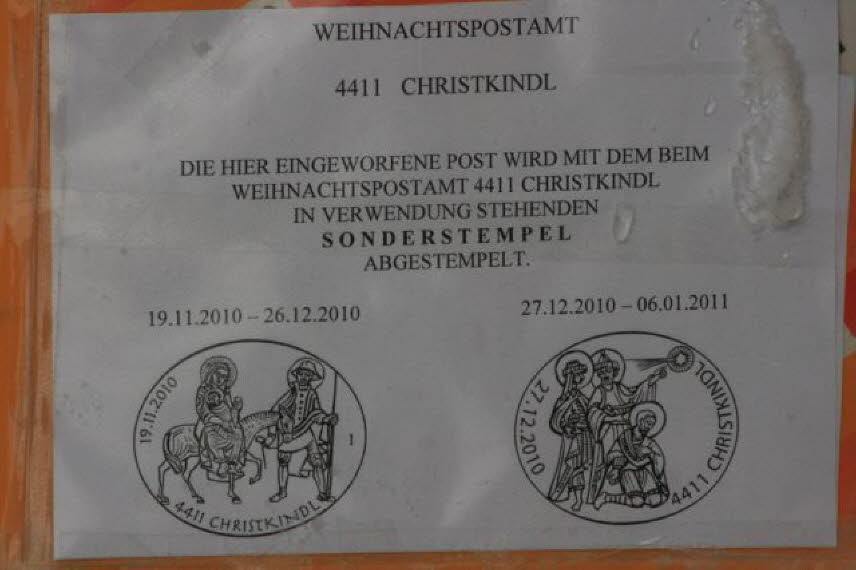 WEIHNACHTSPOSTAMT
4411 CHRISTKINDL
DIE HIER EINGEWORFENE POST WIRD MIT DEM BEIM
WEIHNACHTSPOSTAMT 4411 CHRISTKINDL
IN VERWENDUNG STEHENDEN
SONDERSTEMPEL
ABGESTEMPELT.
19.11.2010 – 26.12.2010
27.12.2010 – 06.01.2011
19.11.2010
1
4411 CHRISTKINDL
27.12.2010
4411 CHRISTKINDL